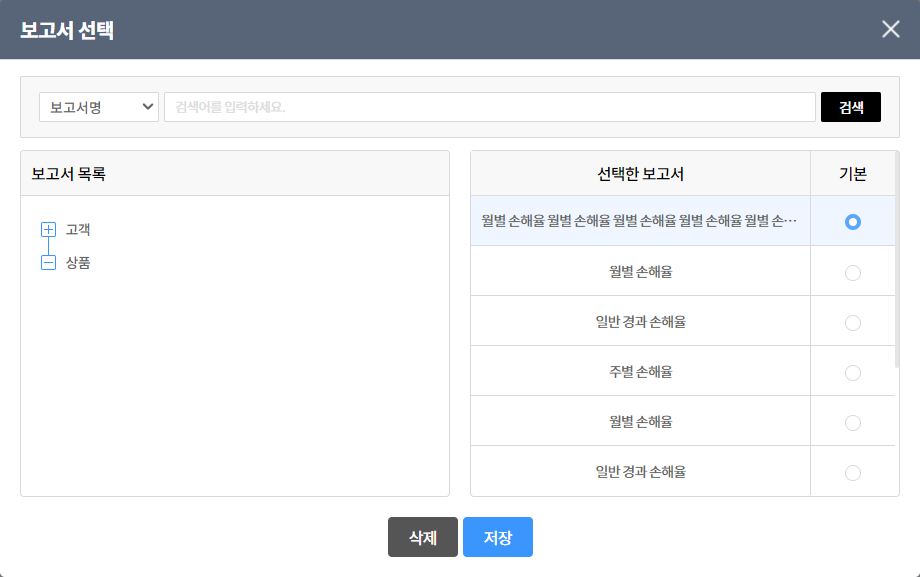 보고서 선택
보고서명
검색어를 입력하세요.
검색
보고서 목록
고객
상품
선택한 보고서 기본
월별 손해율 월별 손해율 월별 손해율 월별 손해율 월별 손…
월별 손해율
일반 경과 손해율
주별 손해율
월별 손해율
일반 경과 손해율
삭제
저장